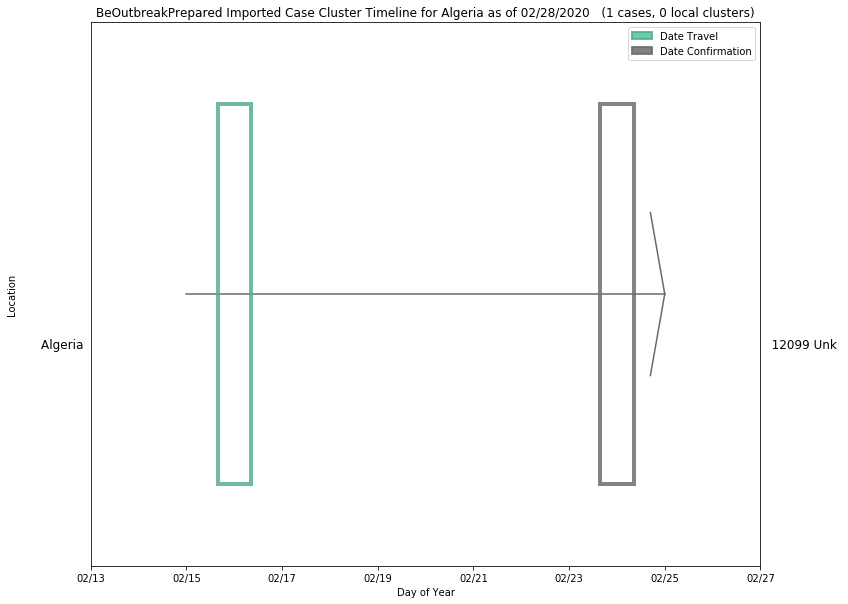 BeOutbreakPrepared Imported Case Cluster Timeline for Algeria as of 02/28/2020 (1 cases, 0 local clusters)
Date Travel
Date Confirmation
Location
Algeria
12099 Unk
02/13 02/15 02/17 02/19 02/21 02/23 02/25 02/27
Day of Year